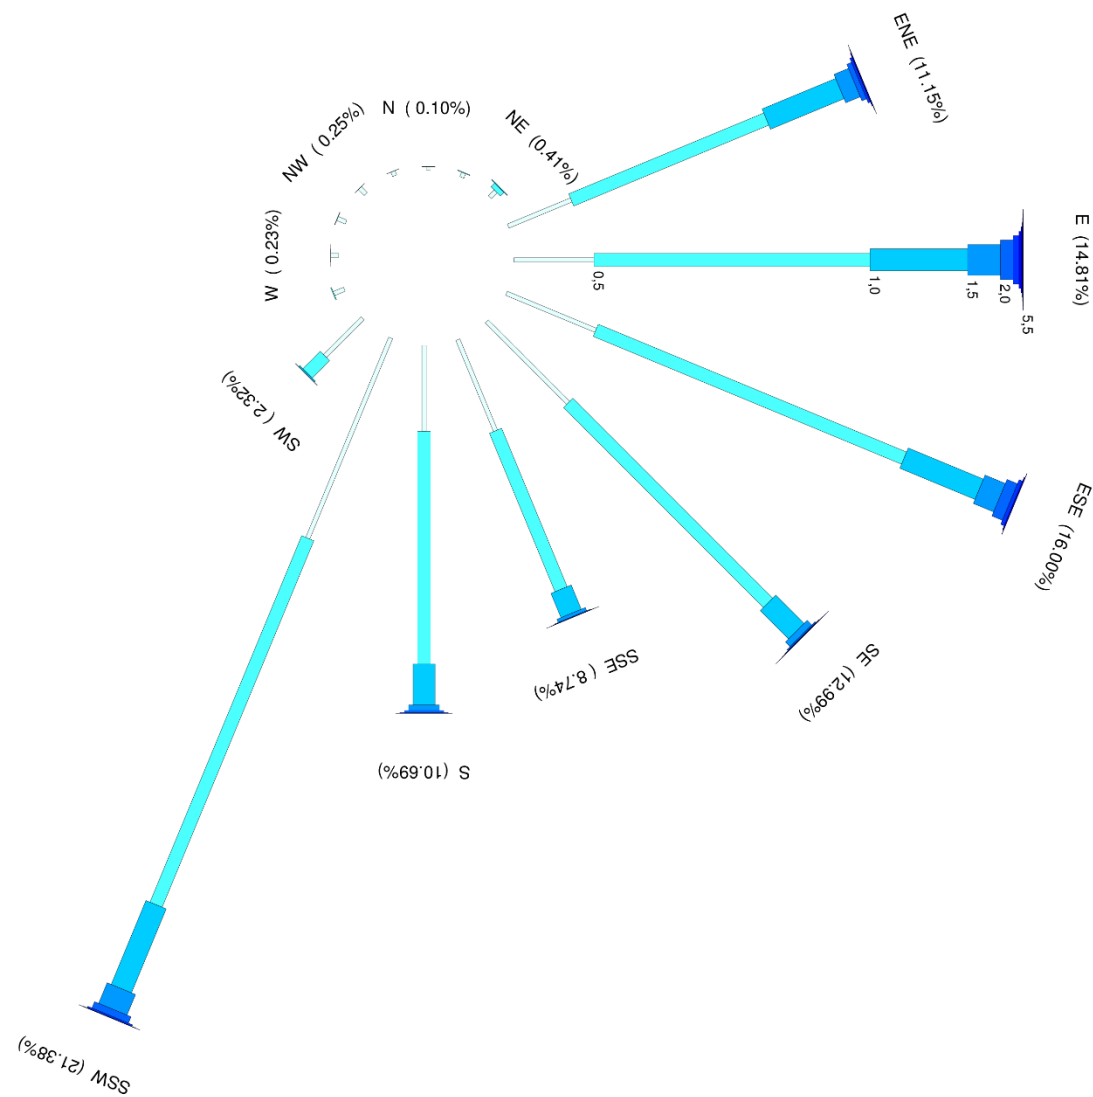 N ( 0.10%)
NE (0.41%)
ENE (11.15%)
E (14.81%)
0,5
1,0
1,5
2,0
5,5
ESE (16.00%)
SE (12.99%)
SSE ( 8.74%)
S (10.69%)
SSW (21.38%)
SW ( 2.32%)
W ( 0.23%)
NW ( 0.25%)